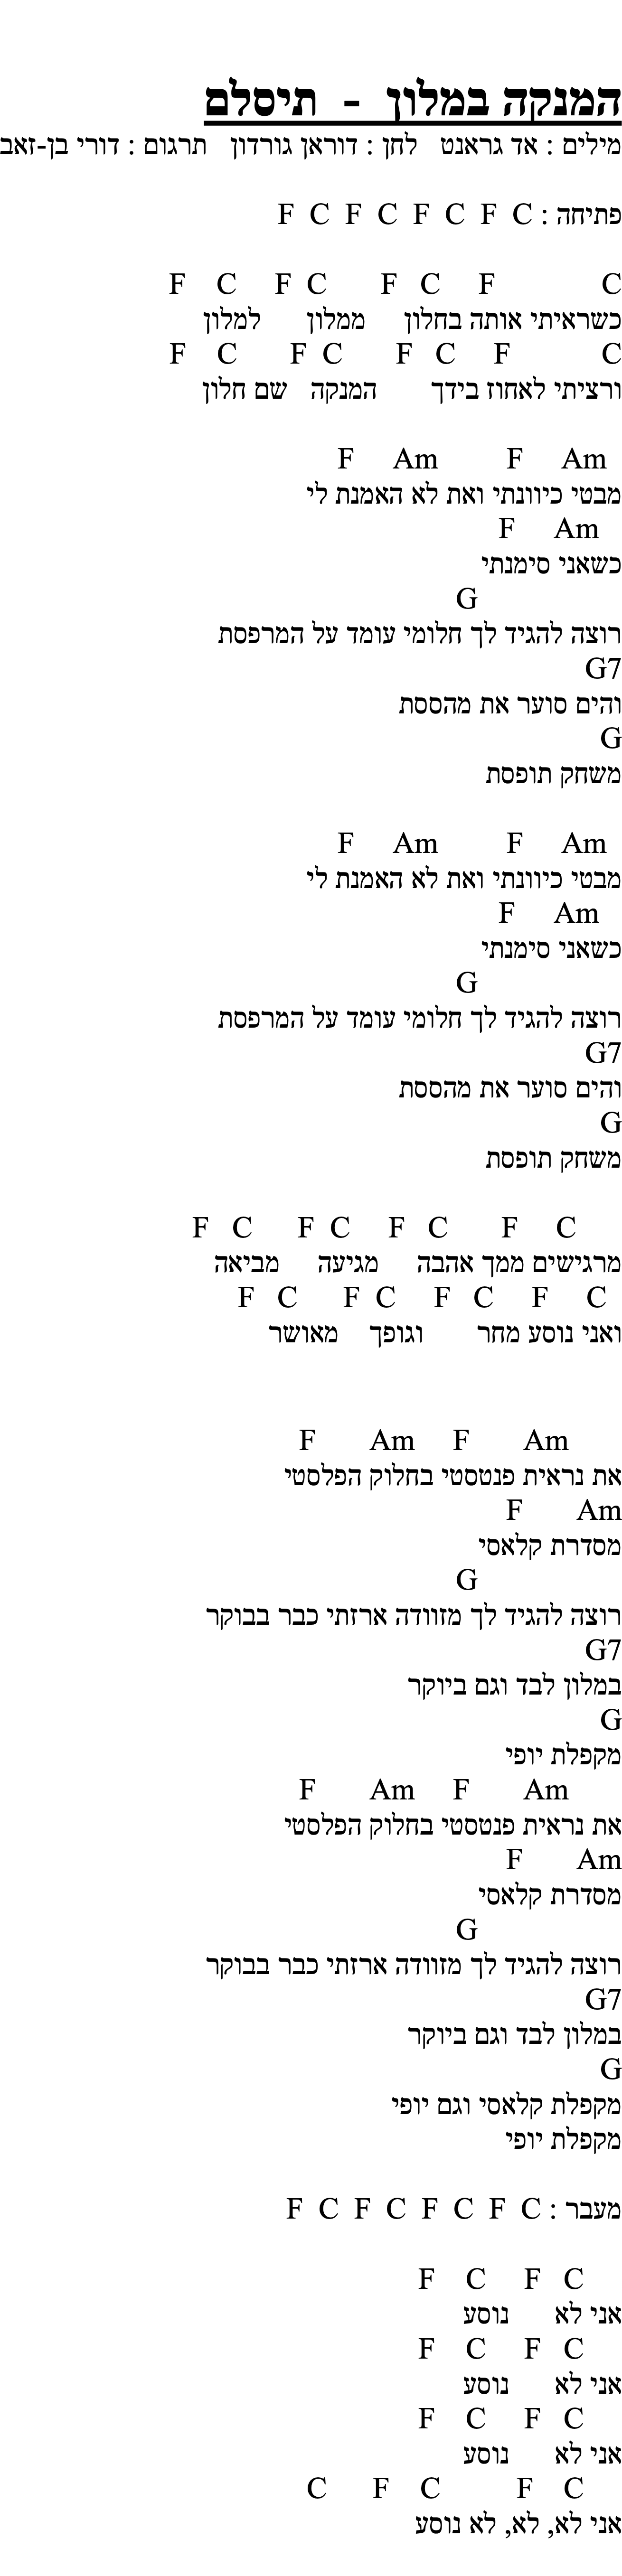 המנקה במלון - תיסלם
מילים : אד גראנט לחן : דוראן גורדון תרגום : דורי בן-זאב
פתיחה : F C F C F C F C
F C F C F C F C
כשראיתי אותה בחלון ממלון למלון
F C F C F C F C
ורציתי לאחוז בידך המנקה שם חלון
F Am F Am
מבטי כיוונתי ואת לא האמנת לי
F Am
כשאני סימנתי
G
רוצה להגיד לך חלומי עומד על המרפסת
G7
והים סוער את מהססת
G
משחק תופסת
F Am F Am
מבטי כיוונתי ואת לא האמנת לי
F Am
כשאני סימנתי
G
רוצה להגיד לך חלומי עומד על המרפסת
G7
והים סוער את מהססת
G
משחק תופסת
F C F C F C F C
מרגישים ממך אהבה מגיעה מביאה
F C F C F C F C
ואני נוסע מחר וגופך מאושר
F Am F Am
את נראית פנטסטי בחלוק הפלסטי
F Am
מסדרת קלאסי
G
רוצה להגיד לך מזוודה ארזתי כבר בבוקר
G7
במלון לבד וגם ביוקר
G
מקפלת יופי
F Am F Am
את נראית פנטסטי בחלוק הפלסטי
F Am
מסדרת קלאסי
G
רוצה להגיד לך מזוודה ארזתי כבר בבוקר
G7
במלון לבד וגם ביוקר
G
מקפלת קלאסי וגם יופי
מקפלת יופי
מעבר : F C F C F C F C
F C F C
אני לא נוסע
F C F C
אני לא נוסע
F C F C
אני לא נוסע
C F C F C
אני לא, לא, לא נוסע